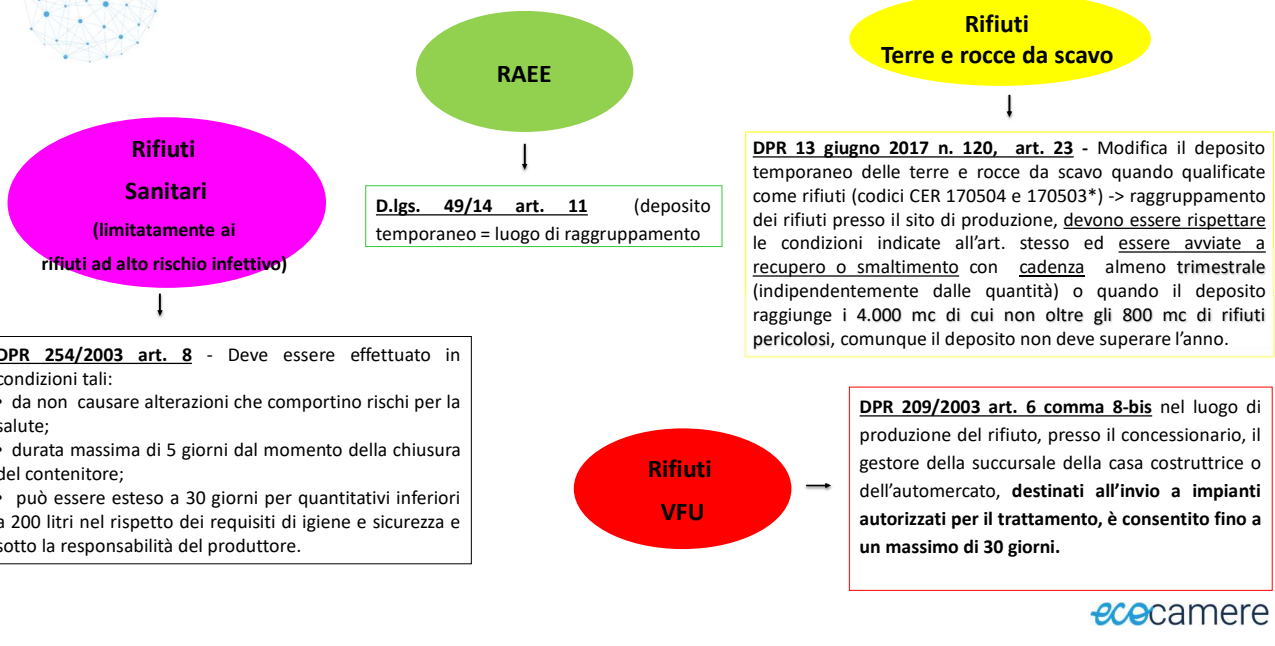 RAEE
D.lgs. 49/14 art. 11 (deposito
temporaneo = luogo di raggruppamento
Rifiuti
Terre e rocce da scavo
DPR 13 giugno 2017 n. 120, art. 23 - Modifica il deposito
temporaneo delle terre e rocce da scavo quando qualificate
come rifiuti (codici CER 170504 e 170503*) -> raggruppamento
dei rifiuti presso il sito di produzione, devono essere rispettare
le condizioni indicate all’art. stesso ed essere avviate a
recupero o smaltimento con cadenza almeno trimestrale
(indipendentemente dalle quantità) o quando il deposito
raggiunge i 4.000 mc di cui non oltre gli 800 mc di rifiuti
pericolosi, comunque il deposito non deve superare l’anno.
Rifiuti
Sanitari
(limitatamente ai
rifiuti ad alto rischio infettivo)
DPR 254/2003 art. 8 - Deve essere effettuato in
condizioni tali:
• da non causare alterazioni che comportino rischi per la
salute;
• durata massima di 5 giorni dal momento della chiusura
del contenitore;
• può essere esteso a 30 giorni per quantitativi inferiori
a 200 litri nel rispetto dei requisiti di igiene e sicurezza e
sotto la responsabilità del produttore.
Rifiuti
VFU
DPR 209/2003 art. 6 comma 8-bis nel luogo di
produzione del rifiuto, presso il concessionario, il
gestore della succursale della casa costruttrice o
dell’automercato, destinati all’invio a impianti
autorizzati per il trattamento, è consentito fino a
un massimo di 30 giorni.
ecocamere